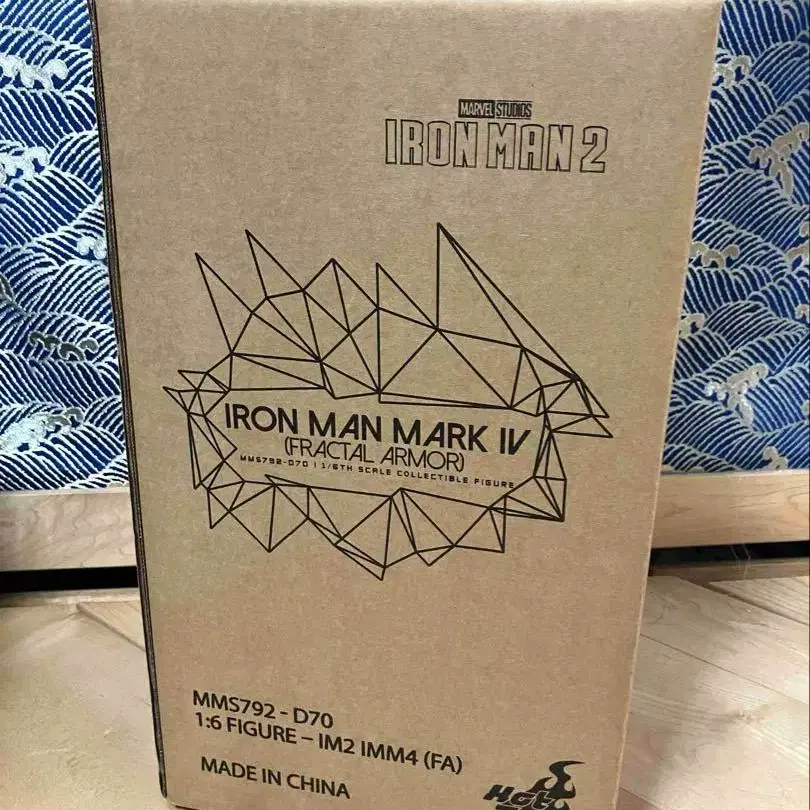 MARVEL STUDIOS
IRON MAN 2
IRON MAN MARK IV
(FRACTAL ARMOR)
MMS792-D70 | 1/6TH SCALE COLLECTIBLE FIGURE
MMS792 - D70
1:6 FIGURE – IM2 IMM4 (FA)
MADE IN CHINA
Hot